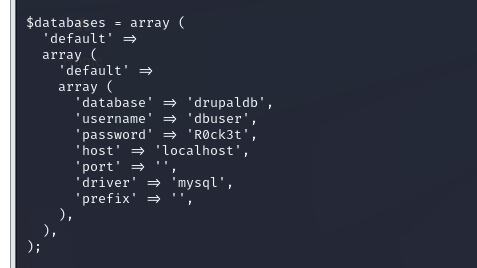 $databases = array (
  'default' =>
  array (
    'default' =>
    array (
      'database' => 'drupaldb',
      'username' => 'dbuser',
      'password' => 'R0ck3t',
      'host' => 'localhost',
      'port' => '',
      'driver' => 'mysql',
      'prefix' => '',
    ),
  ),
);